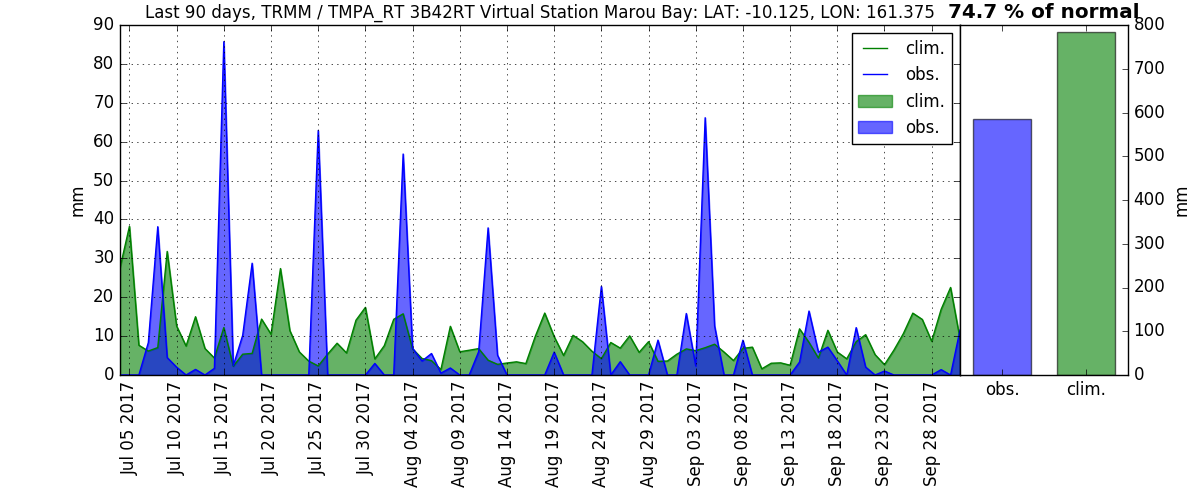 Last 90 days, TRMM / TMPA_RT 3B42RT Virtual Station Marou Bay: LAT: -10.125, LON: 161.375 74.7 % of normal
90
80
70
60
50
40
30
20
10
0
mm
clim.
obs.
clim.
obs.
Jul 05 2017
Jul 10 2017
Jul 15 2017
Jul 20 2017
Jul 25 2017
Jul 30 2017
Aug 04 2017
Aug 09 2017
Aug 14 2017
Aug 19 2017
Aug 24 2017
Aug 29 2017
Sep 03 2017
Sep 08 2017
Sep 13 2017
Sep 18 2017
Sep 23 2017
Sep 28 2017
800
700
600
500
400
300
200
100
0
mm
obs.
clim.